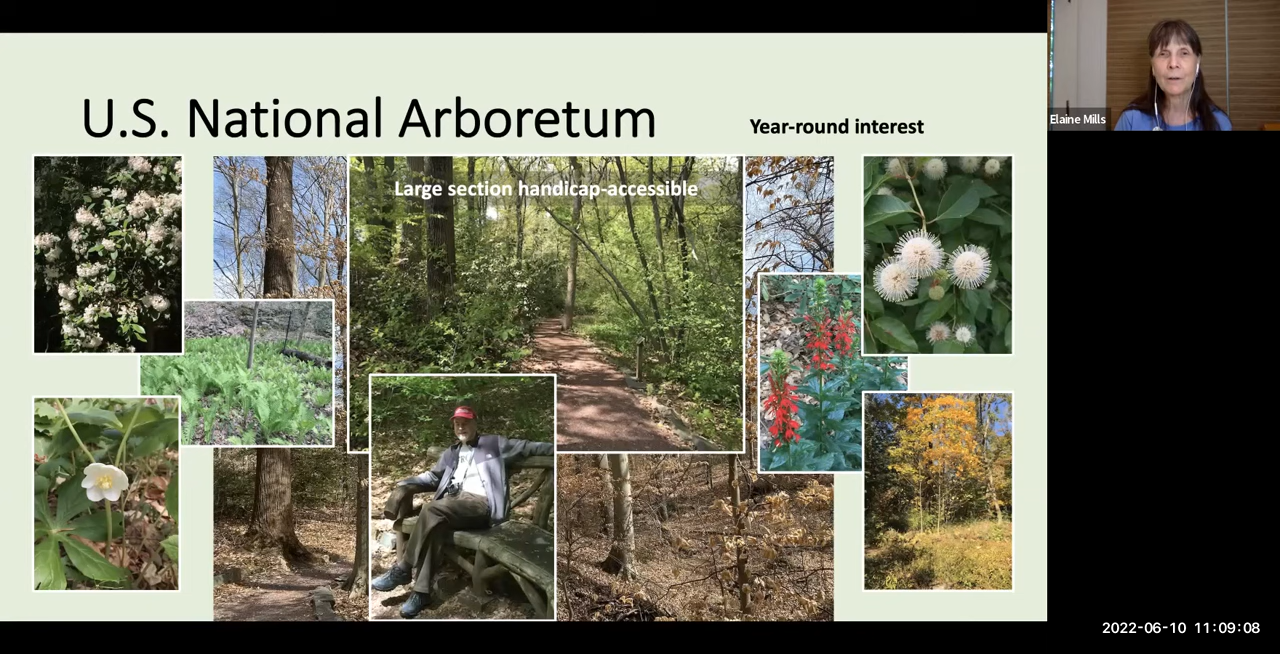 U.S. National Arboretum
Year-round interest
Large section handicap-accessible
Elaine Mills
2022-06-10 11:09:08